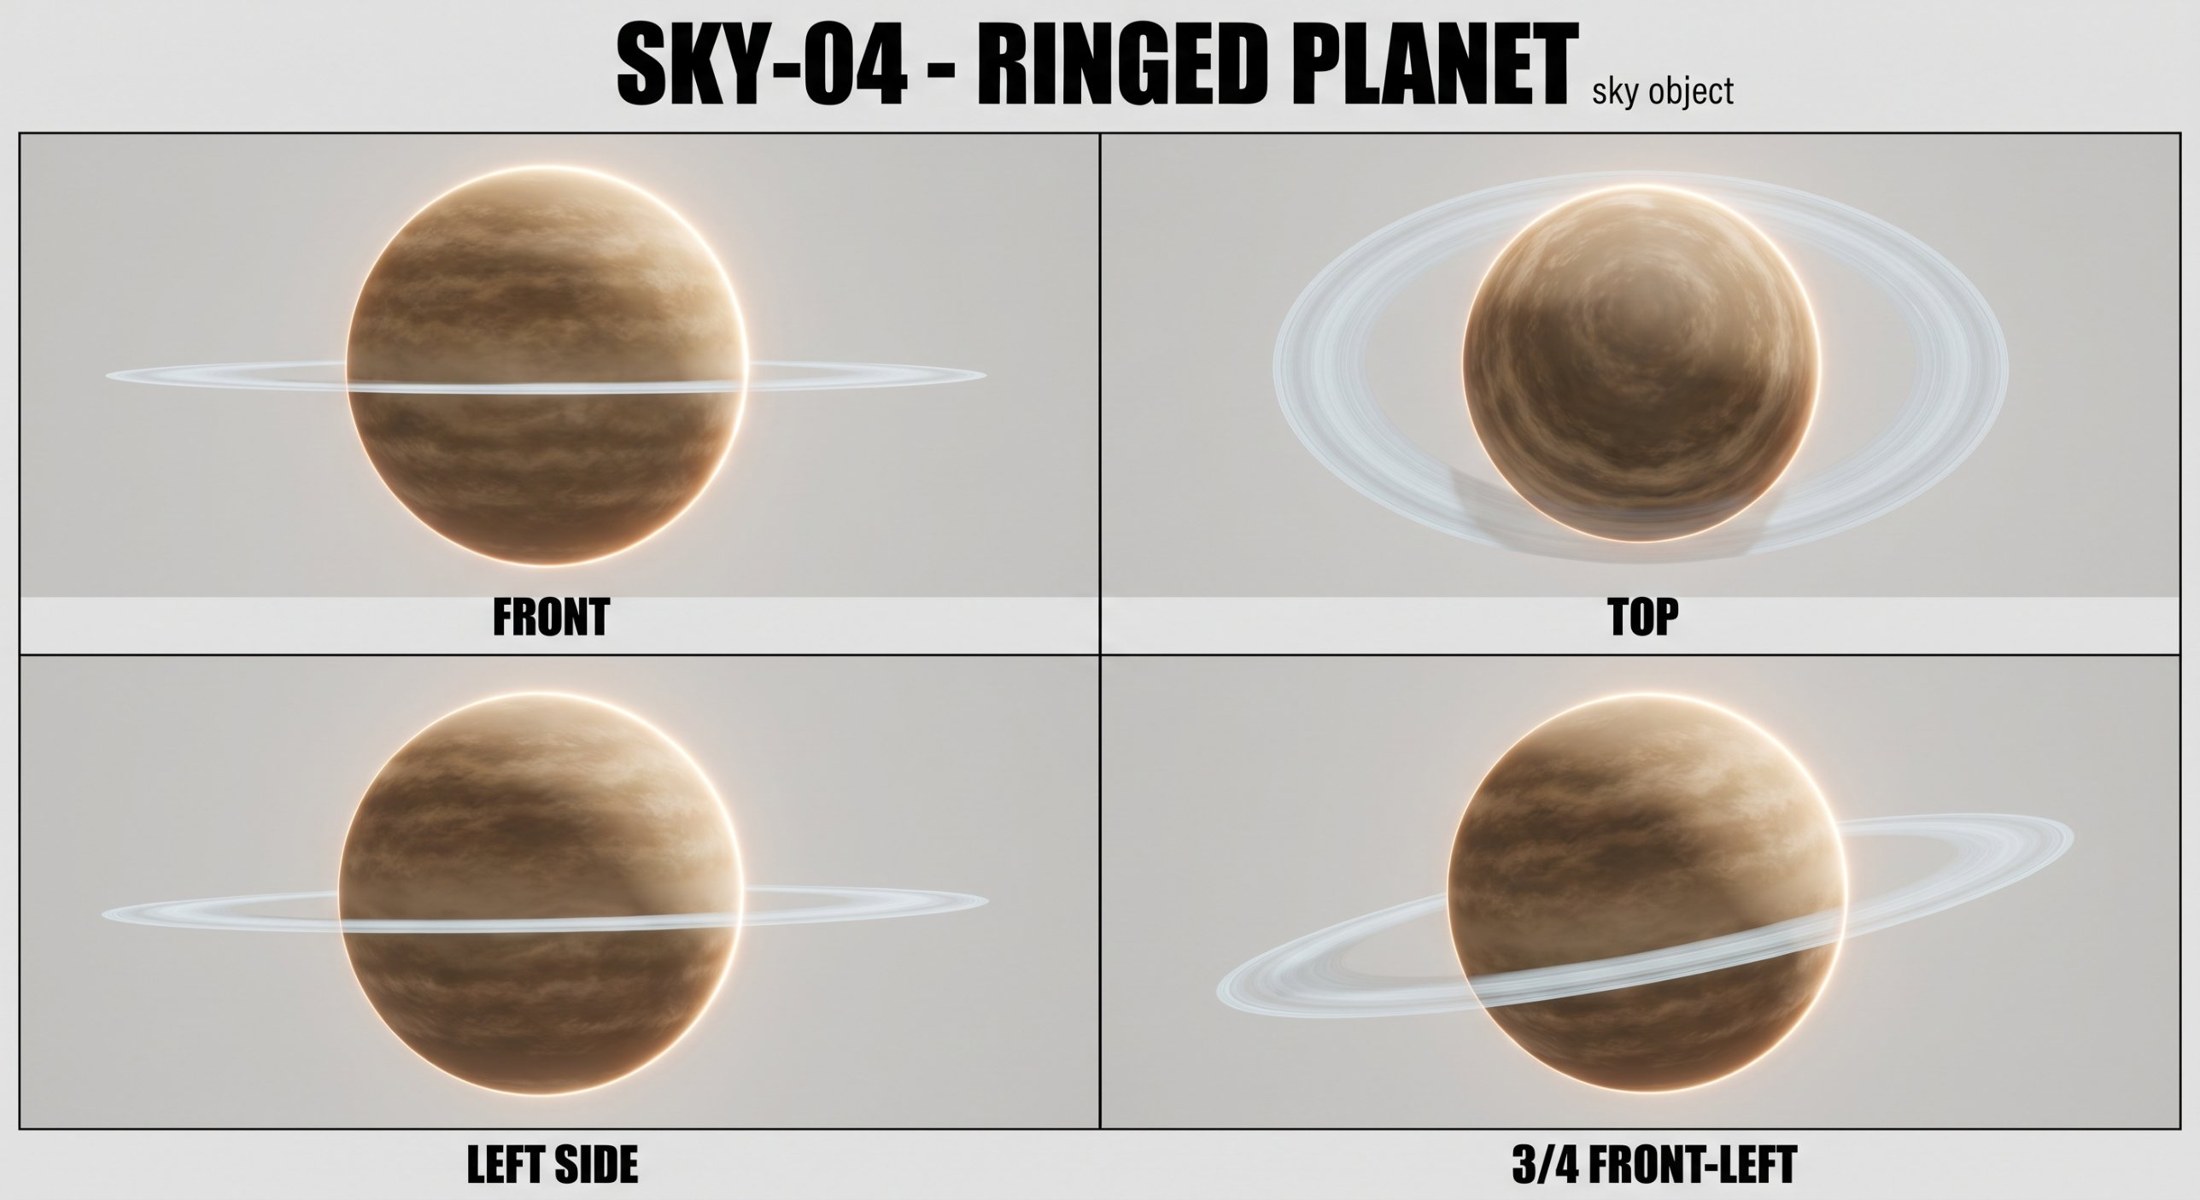 SKY-04 - RINGED PLANET sky object
FRONT
TOP
LEFT SIDE
3/4 FRONT-LEFT